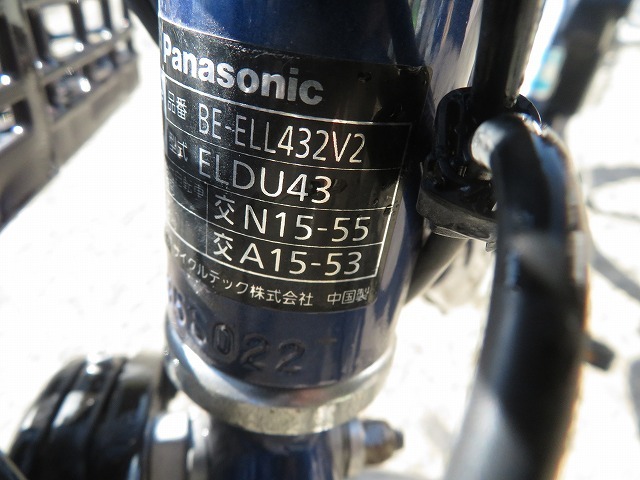 Panasonic
品番 BE-ELL432V2
型式 ELDU43
交N15-55
交A15-53
イクルテック株式会社 中国製
6022